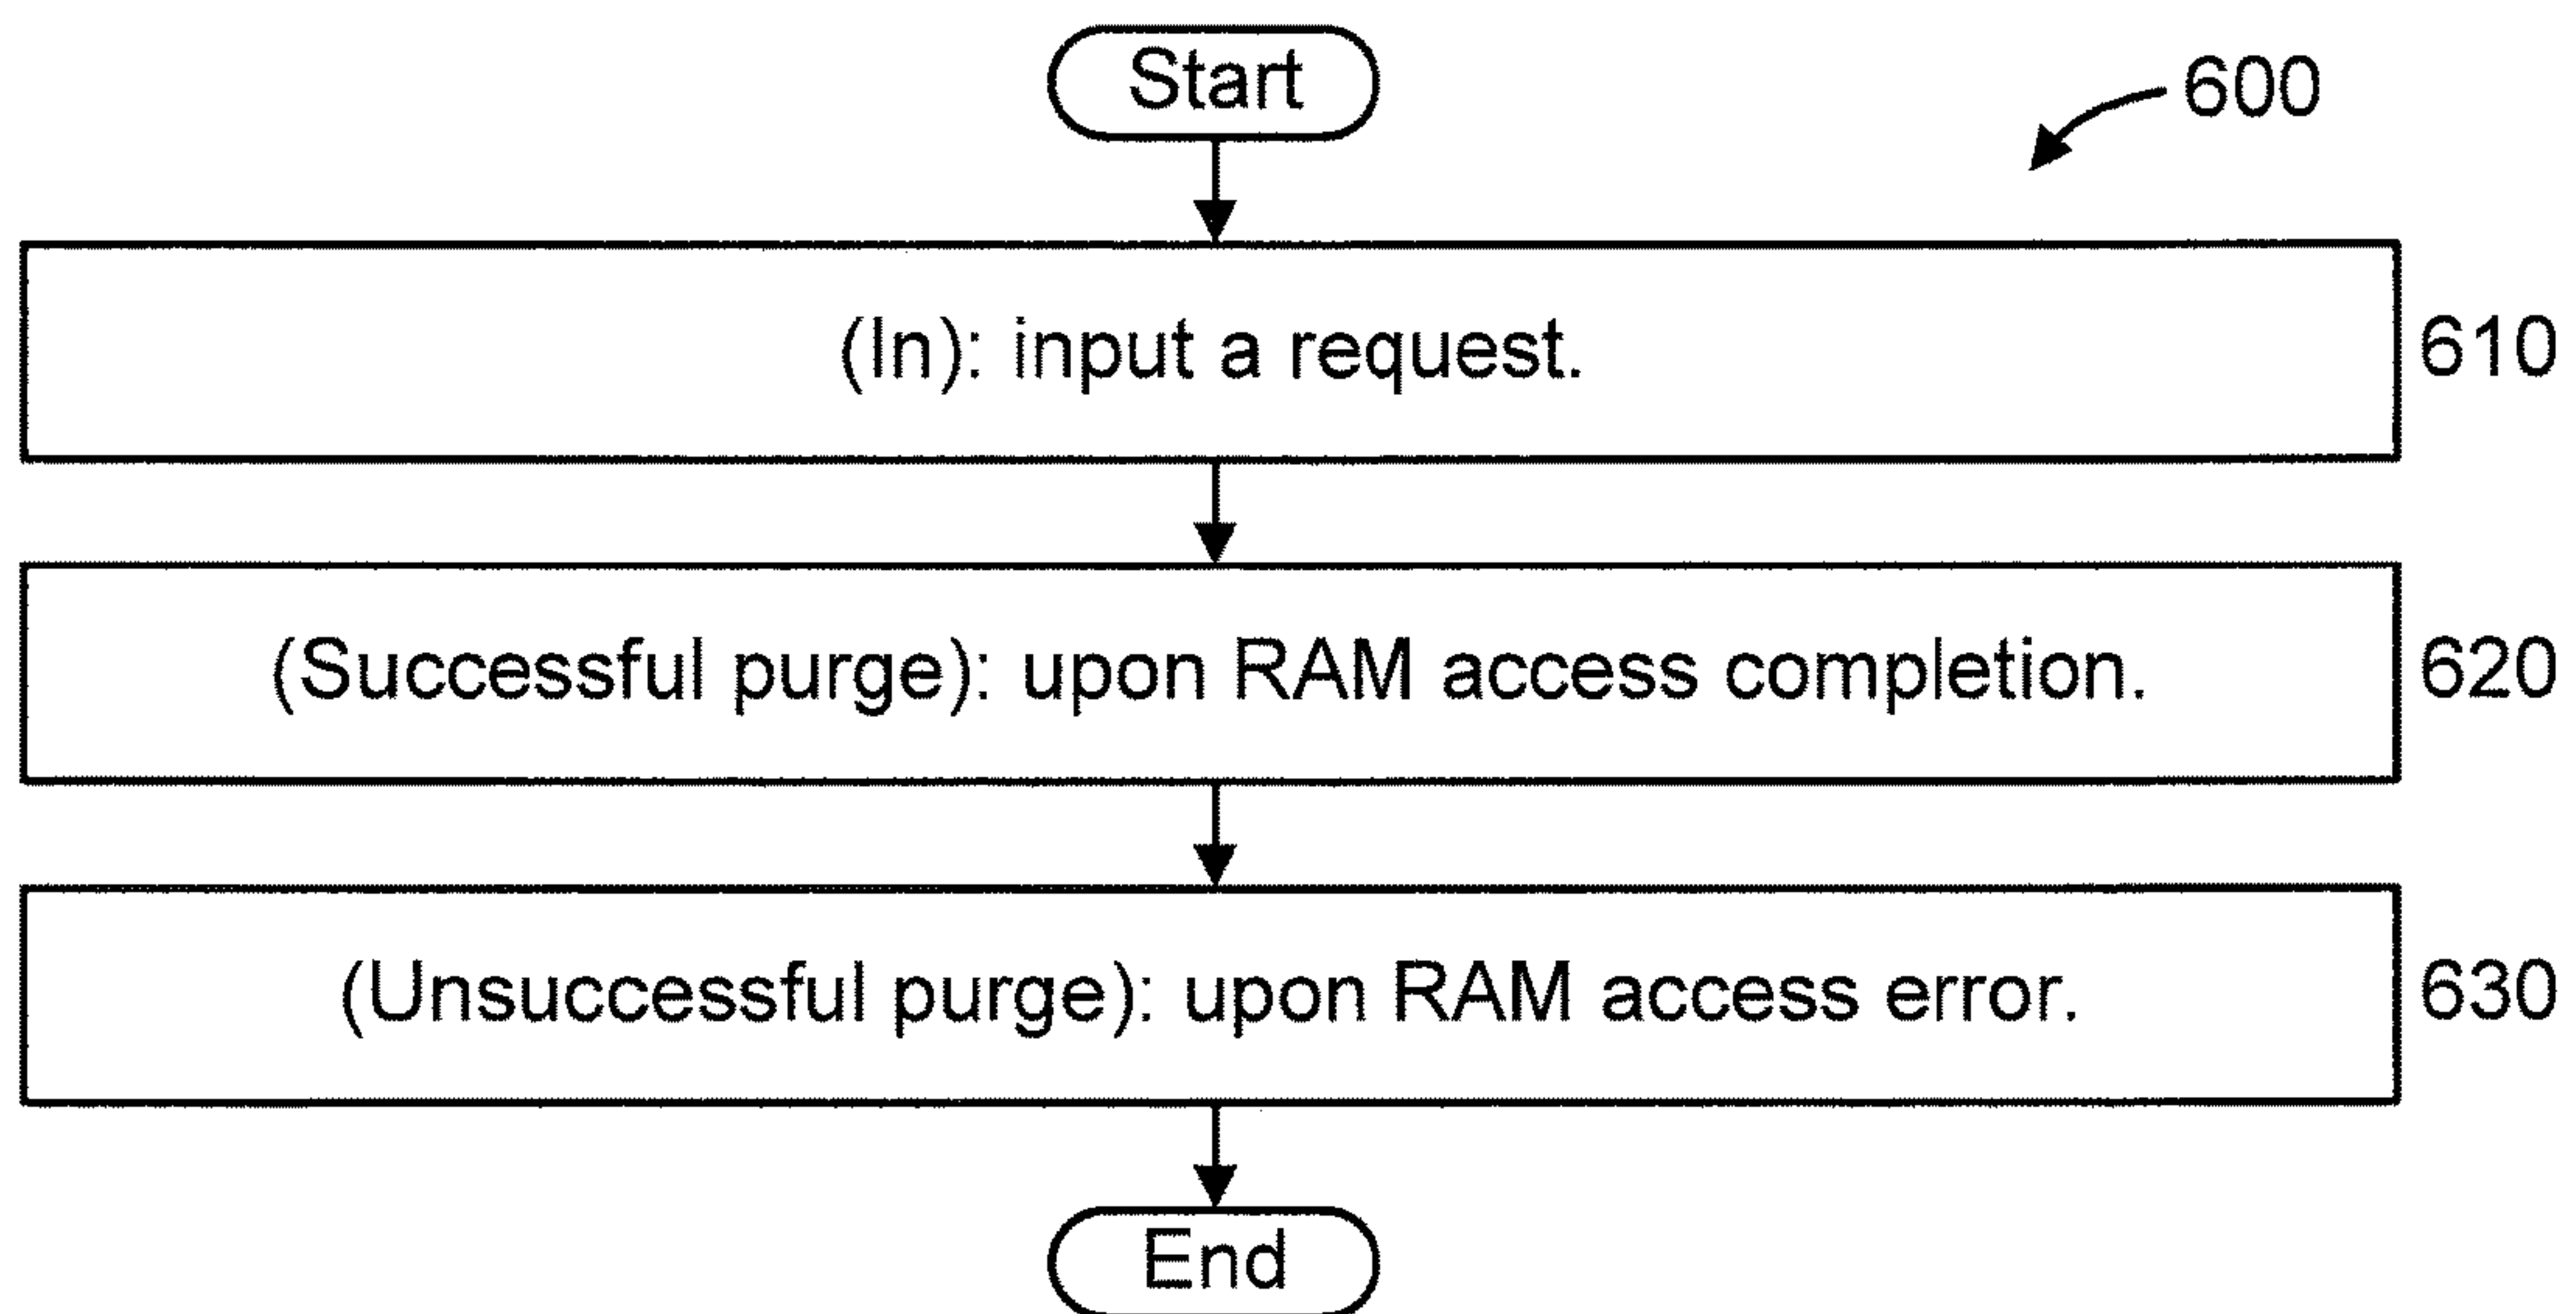 Start
600
(In): input a request.
610
(Successful purge): upon RAM access completion.
620
(Unsuccessful purge): upon RAM access error.
630
End